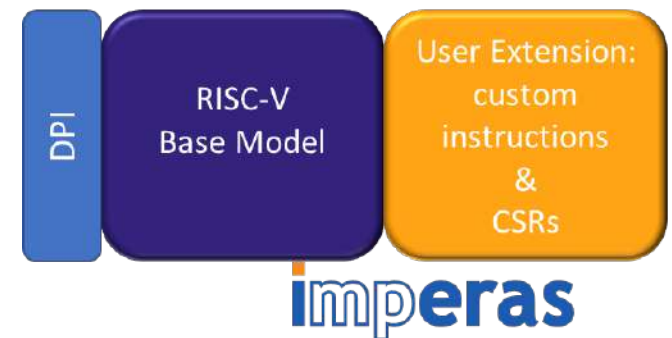 DPI
RISC-V
Base Model
User Extension:
custom
instructions
&
CSRs
imperas